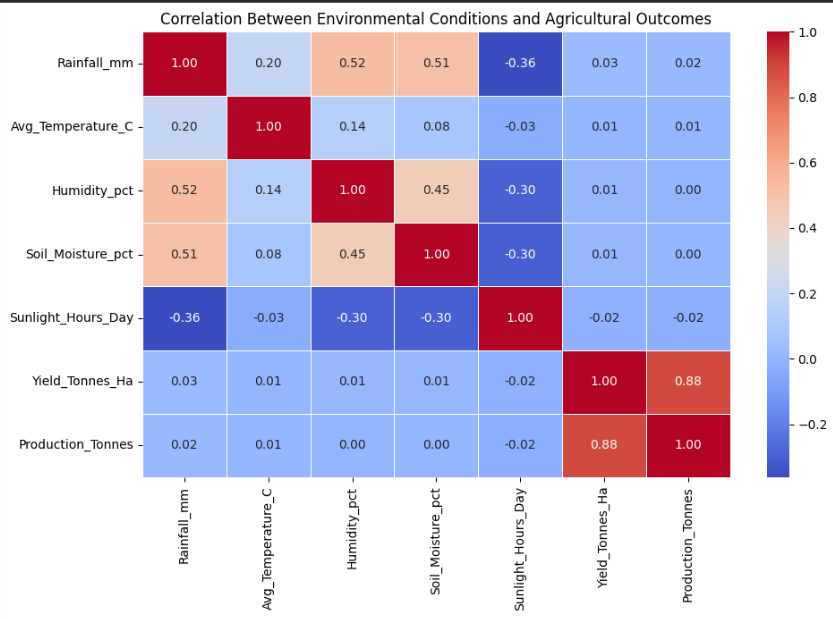 Correlation Between Environmental Conditions and Agricultural Outcomes
Rainfall_mm 1.00 0.20 0.52 0.51 -0.36 0.03 0.02
Avg_Temperature_C 0.20 1.00 0.14 0.08 -0.03 0.01 0.01
Humidity_pct 0.52 0.14 1.00 0.45 -0.30 0.01 0.00
Soil_Moisture_pct 0.51 0.08 0.45 1.00 -0.30 0.01 0.00
Sunlight_Hours_Day -0.36 -0.03 -0.30 -0.30 1.00 -0.02 -0.02
Yield_Tonnes_Ha 0.03 0.01 0.01 0.01 -0.02 1.00 0.88
Production_Tonnes 0.02 0.01 0.00 0.00 -0.02 0.88 1.00
Rainfall_mm
Avg_Temperature_C
Humidity_pct
Soil_Moisture_pct
Sunlight_Hours_Day
Yield_Tonnes_Ha
Production_Tonnes
1.0
0.8
0.6
0.4
0.2
0.0
−0.2